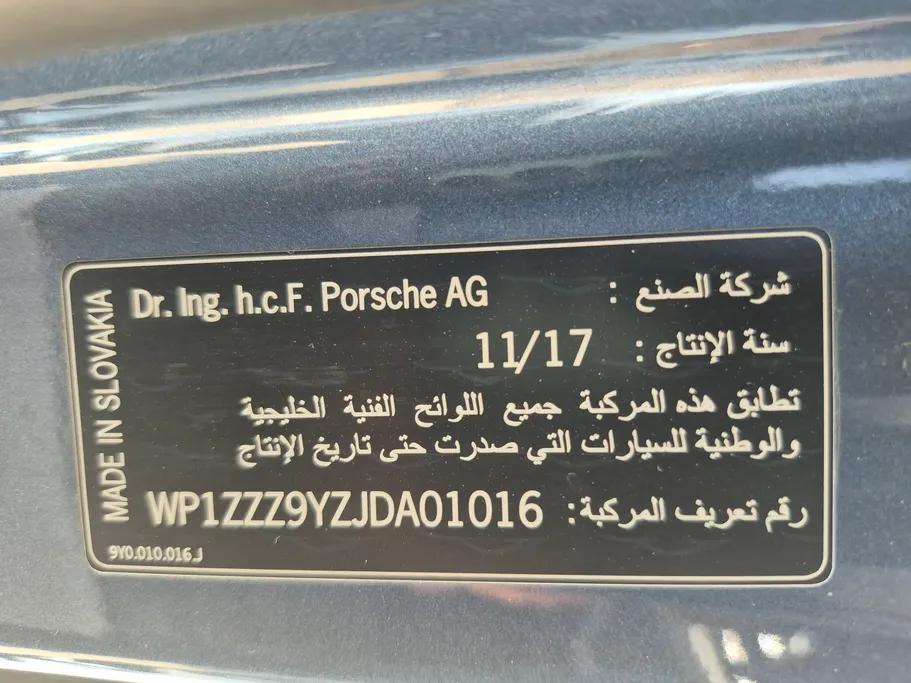 شركة الصنع : Dr. Ing. h.c.F. Porsche AG
سنة الإنتاج : 11/17
تطابق هذه المركبة جميع اللوائح الفنية الخليجية
والوطنية للسيارات التي صدرت حتى تاريخ الإنتاج
رقم تعريف المركبة: WP1ZZZ9YZJDA01016
MADE IN SLOVAKIA
9Y0.010.016.J